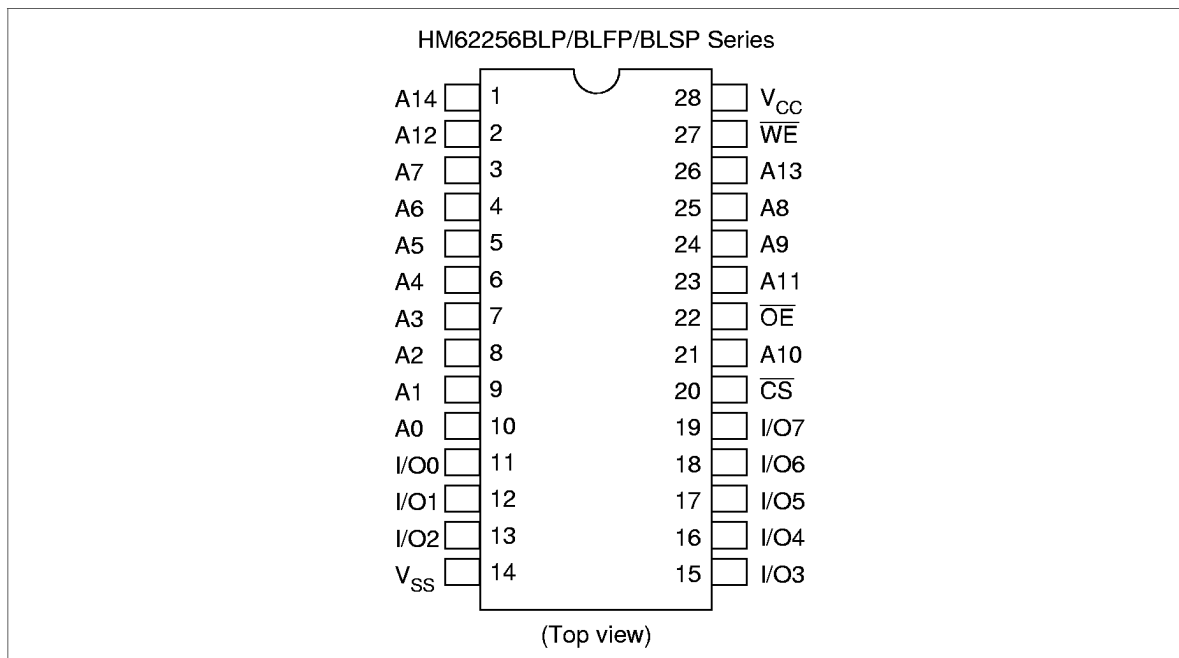 HM62256BLP/BLFP/BLSP Series
A14 1 28 VCC
A12 2 27 WE
A7 3 26 A13
A6 4 25 A8
A5 5 24 A9
A4 6 23 A11
A3 7 22 OE
A2 8 21 A10
A1 9 20 CS
A0 10 19 I/O7
I/O0 11 18 I/O6
I/O1 12 17 I/O5
I/O2 13 16 I/O4
VSS 14 15 I/O3
(Top view)